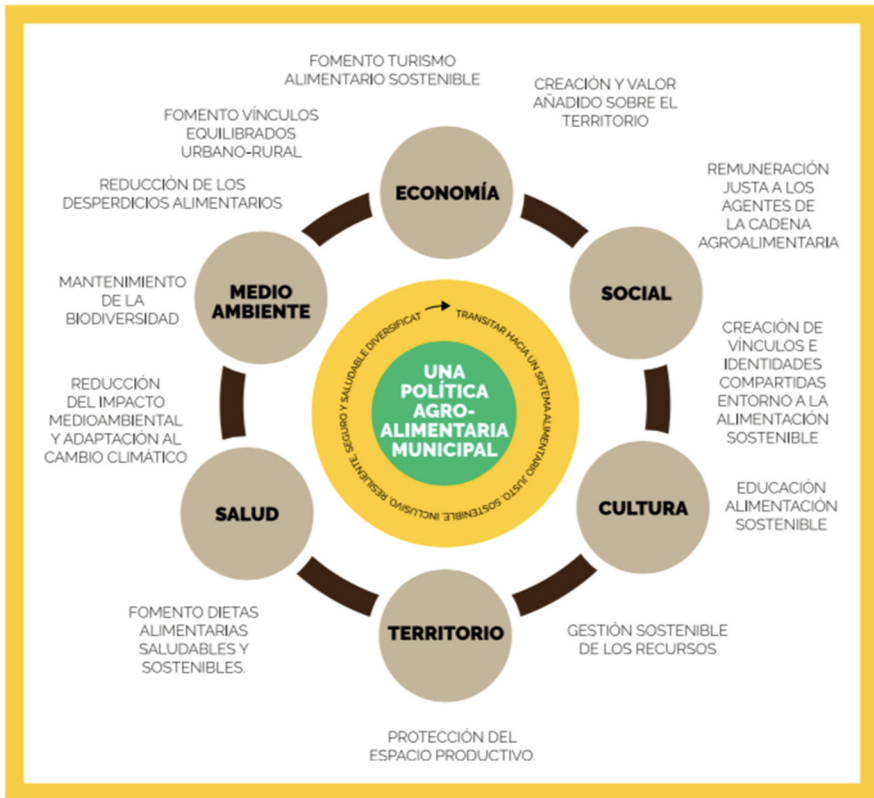 FOMENTO TURISMO
ALIMENTARIO SOSTENIBLE
CREACIÓN Y VALOR
AÑADIDO SOBRE EL
TERRITORIO
FOMENTO VÍNCULOS
EQUILIBRADOS
URBANO-RURAL
ECONOMÍA
REMUNERACIÓN
JUSTA A LOS
AGENTES DE
LA CADENA
AGROALIMENTARIA
REDUCCIÓN DE LOS
DESPERDICIOS ALIMENTARIOS
MEDIO
AMBIENTE
SOCIAL
MANTENIMIENTO
DE LA
BIODIVERSIDAD
TRANSITAR HACIA UN SISTEMA ALIMENTARIO JUSTO, SOSTENIBLE, INCLUSIVO, RESILIENTE, SEGURO Y SALUDABLE DIVERSIFICAT
UNA
POLÍTICA
AGRO-
ALIMENTARIA
MUNICIPAL
CREACIÓN DE
VÍNCULOS E
IDENTIDADES
COMPARTIDAS
ENTORNO A LA
ALIMENTACIÓN
SOSTENIBLE
REDUCCIÓN
DEL IMPACTO
MEDIOAMBIENTAL
Y ADAPTACIÓN AL
CAMBIO CLIMÁTICO
SALUD
CULTURA
EDUCACIÓN
ALIMENTACIÓN
SOSTENIBLE
FOMENTO DIETAS
ALIMENTARIAS
SALUDABLES Y
SOSTENIBLES.
TERRITORIO
GESTIÓN SOSTENIBLE
DE LOS RECURSOS
PROTECCIÓN DEL
ESPACIO PRODUCTIVO.